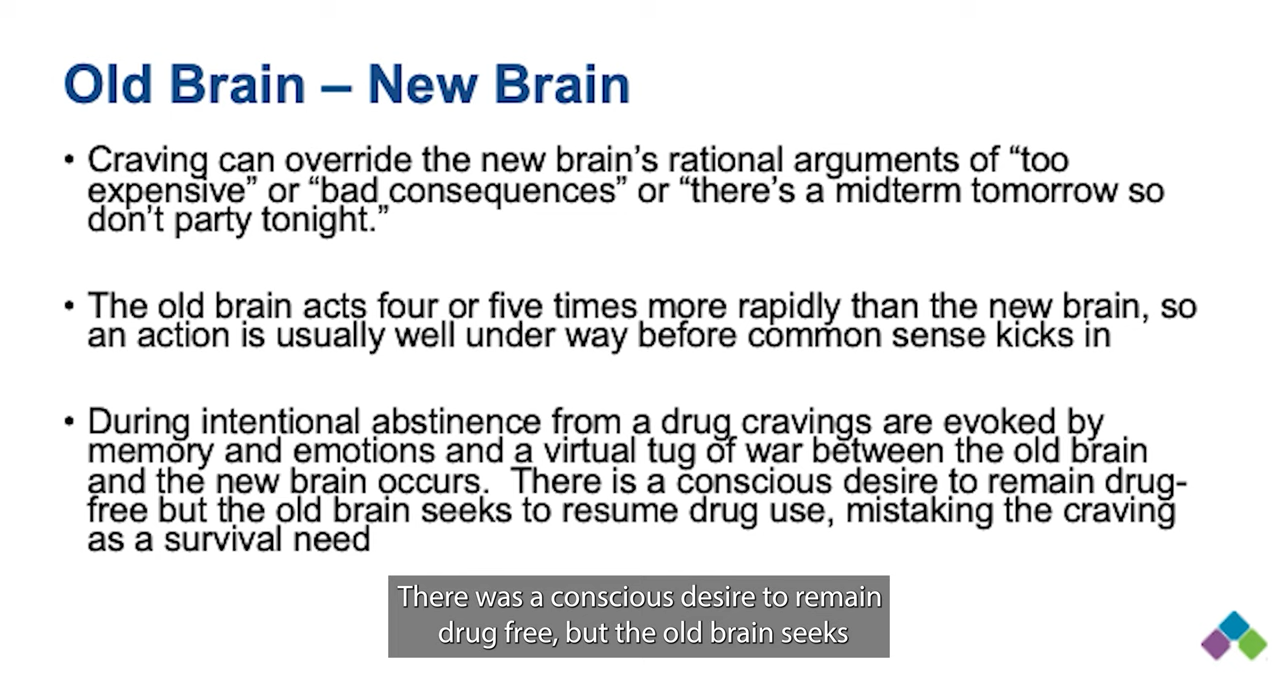 Old Brain – New Brain
• Craving can override the new brain’s rational arguments of “too
expensive” or “bad consequences” or “there’s a midterm tomorrow so
don’t party tonight.”
• The old brain acts four or five times more rapidly than the new brain, so
an action is usually well under way before common sense kicks in
• During intentional abstinence from a drug cravings are evoked by
memory and emotions and a virtual tug of war between the old brain
and the new brain occurs.  There is a conscious desire to remain drug-
free but the old brain seeks to resume drug use, mistaking the craving
as a survival need
There was a conscious desire to remain
drug free, but the old brain seeks